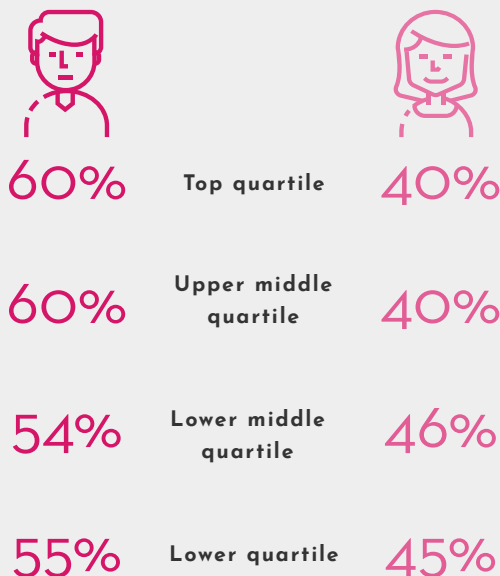 60% Top quartile 40%
Upper middle
60% quartile 40%
Lower middle
54% quartile 46%
55% Lower quartile 45%